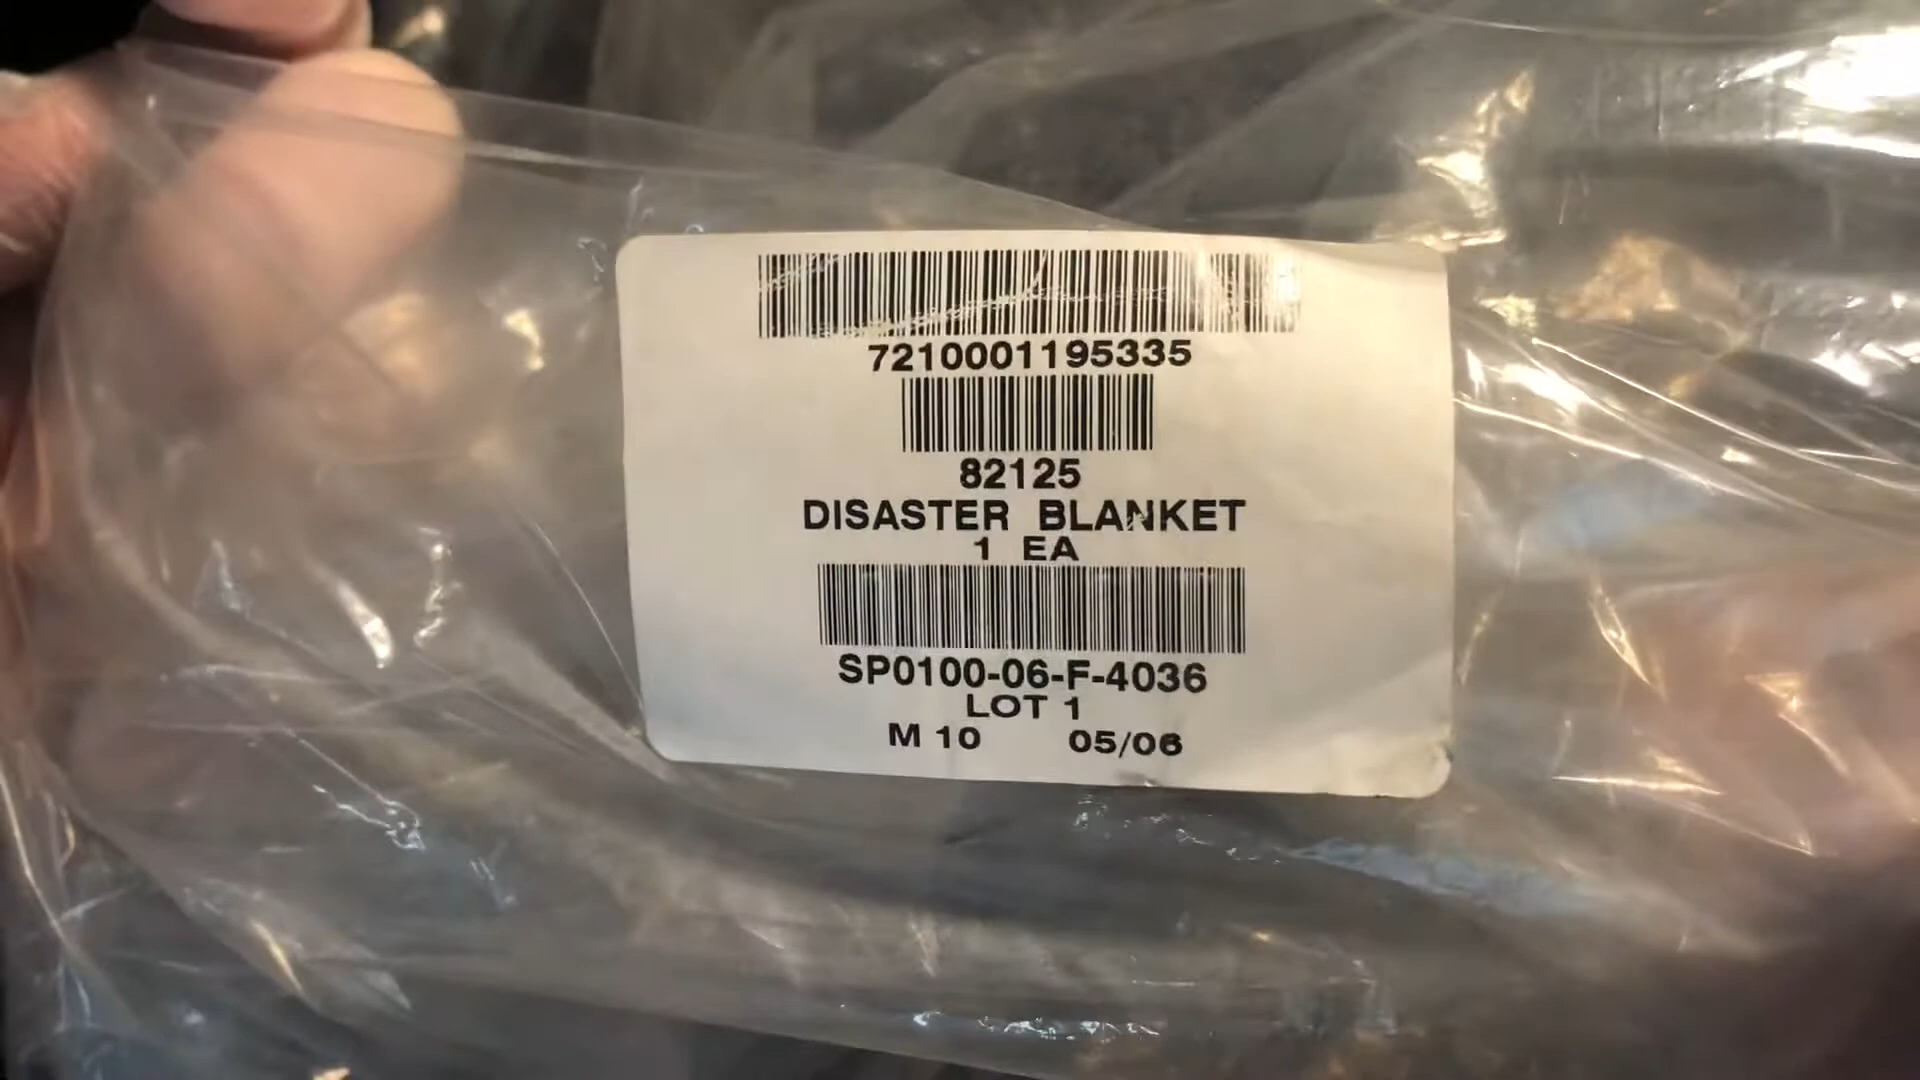 7210001195335
82125
DISASTER BLANKET
1 EA
SP0100-06-F-4036
LOT 1
M 10 05/06